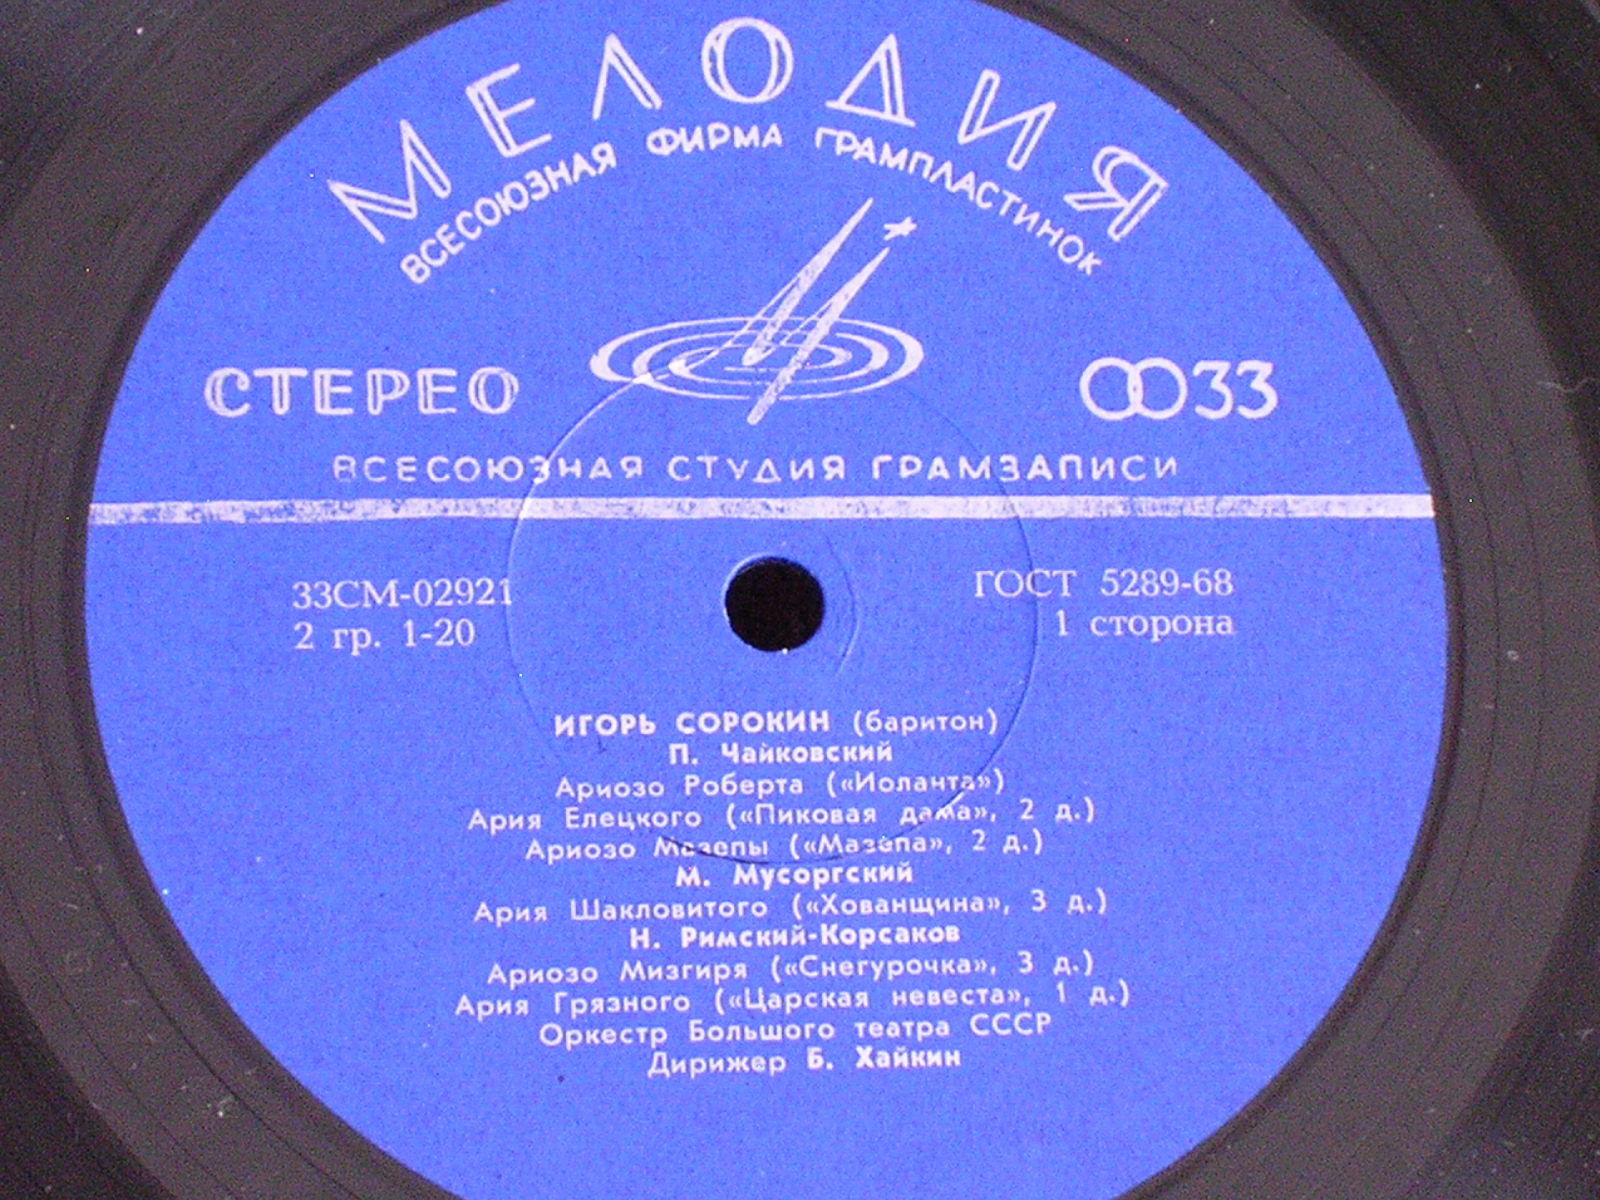 МЕЛОДИЯ
ВСЕСОЮЗНАЯ ФИРМА ГРАМПЛАСТИНОК
СТЕРЕО
33
ВСЕСОЮЗНАЯ СТУДИЯ ГРАМЗАПИСИ
33СМ-02921
2 гр. 1-20
ГОСТ 5289-68
1 сторона
ИГОРЬ СОРОКИН (баритон)
П. Чайковский
Ариозо Роберта («Иоланта»)
Ария Елецкого («Пиковая дама», 2 д.)
Ариозо Мазепы («Мазепа», 2 д.)
М. Мусоргский
Ария Шакловитого («Хованщина», 3 д.)
Н. Римский-Корсаков
Ариозо Мизгиря («Снегурочка», 3 д.)
Ария Грязного («Царская невеста», 1 д.)
Оркестр Большого театра СССР
Дирижер Б. Хайкин